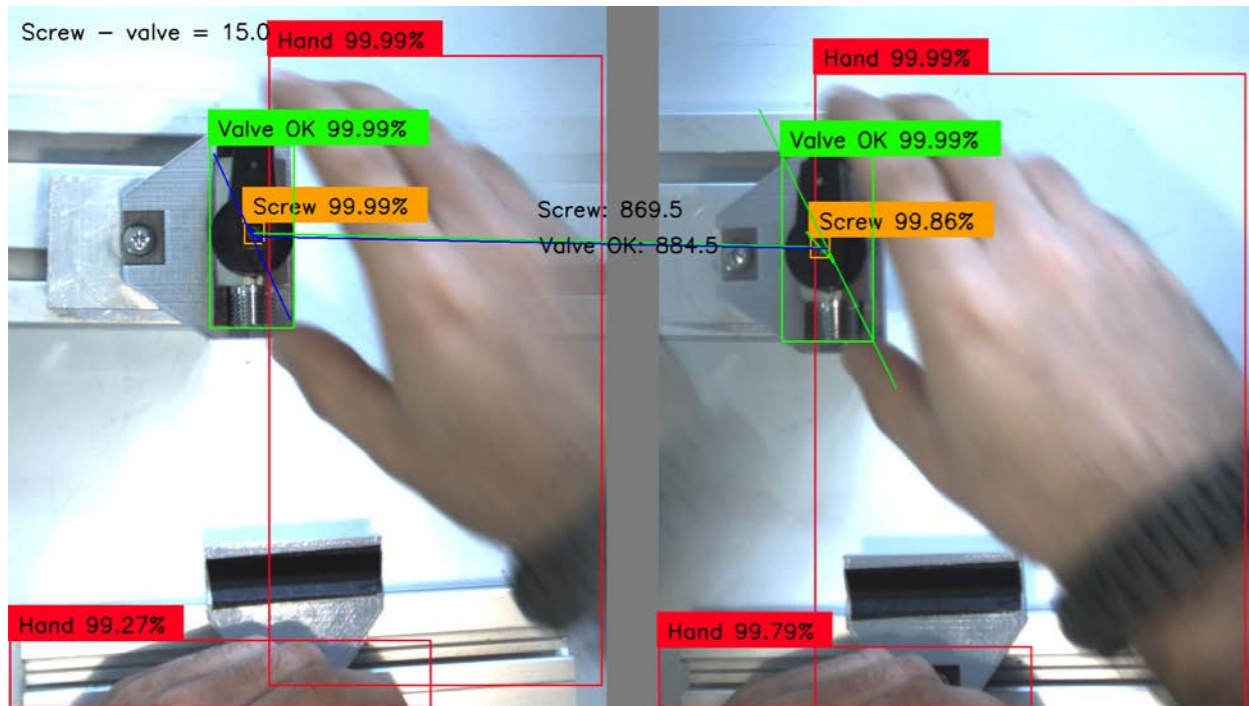 Screw - valve = 15.0
Hand 99.99%
Valve OK 99.99%
Screw 99.99%
Screw: 869.5
Valve OK: 884.5
Hand 99.27%
Hand 99.99%
Valve OK 99.99%
Screw 99.86%
Hand 99.79%